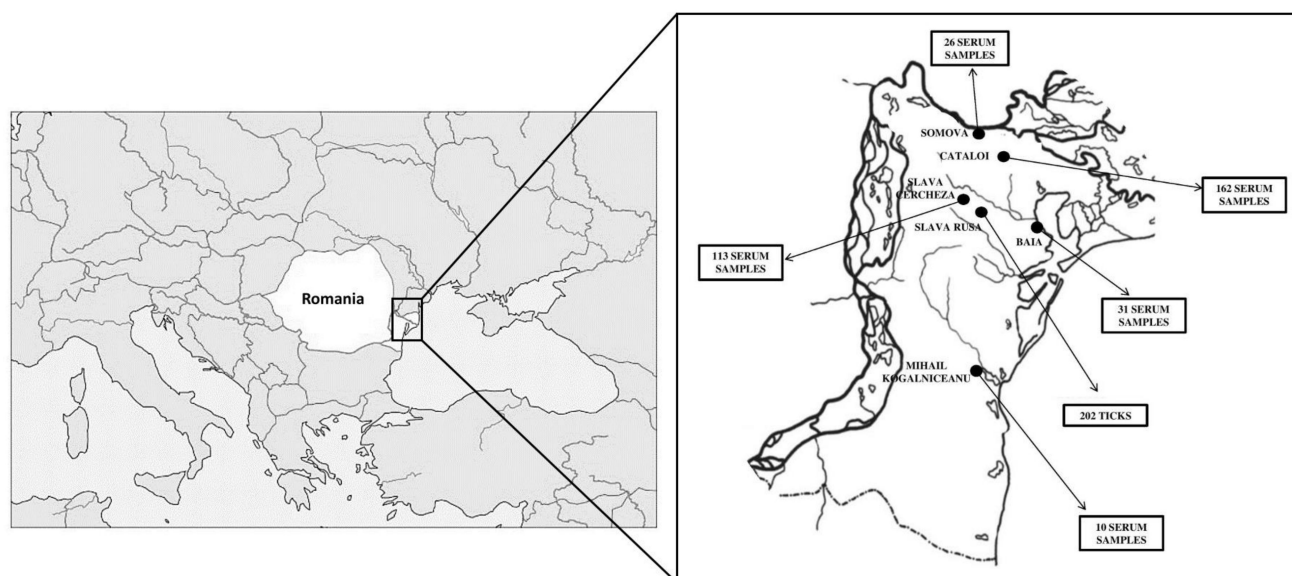 Romania
26 SERUM
SAMPLES
SOMOVA
CATALOI
162 SERUM
SAMPLES
SLAVA
CERCHEZA
SLAVA RUSA
BAIA
113 SERUM
SAMPLES
31 SERUM
SAMPLES
MIHAIL
KOGALNICEANU
202 TICKS
10 SERUM
SAMPLES